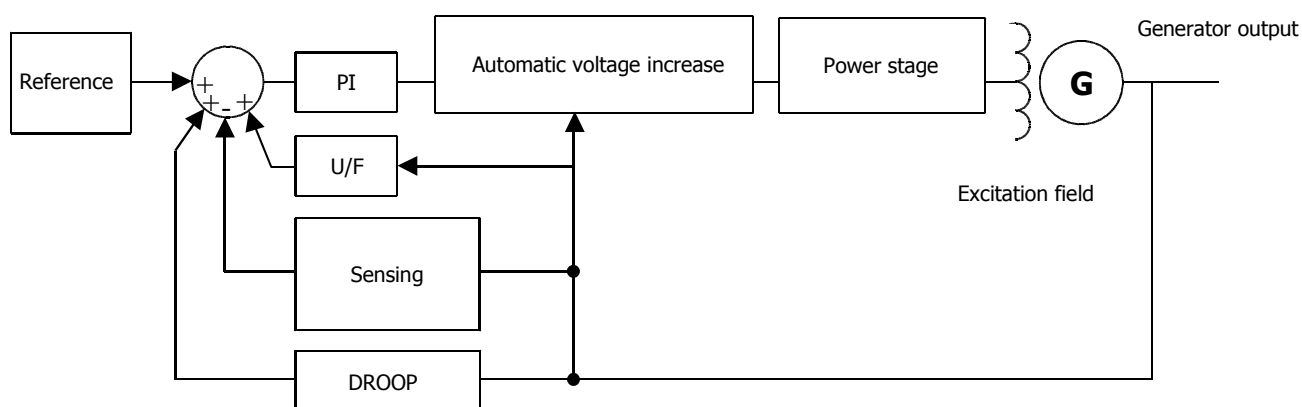 Generator output
Reference
+
+
-
+
PI
Automatic voltage increase
Power stage
G
U/F
Excitation field
Sensing
DROOP